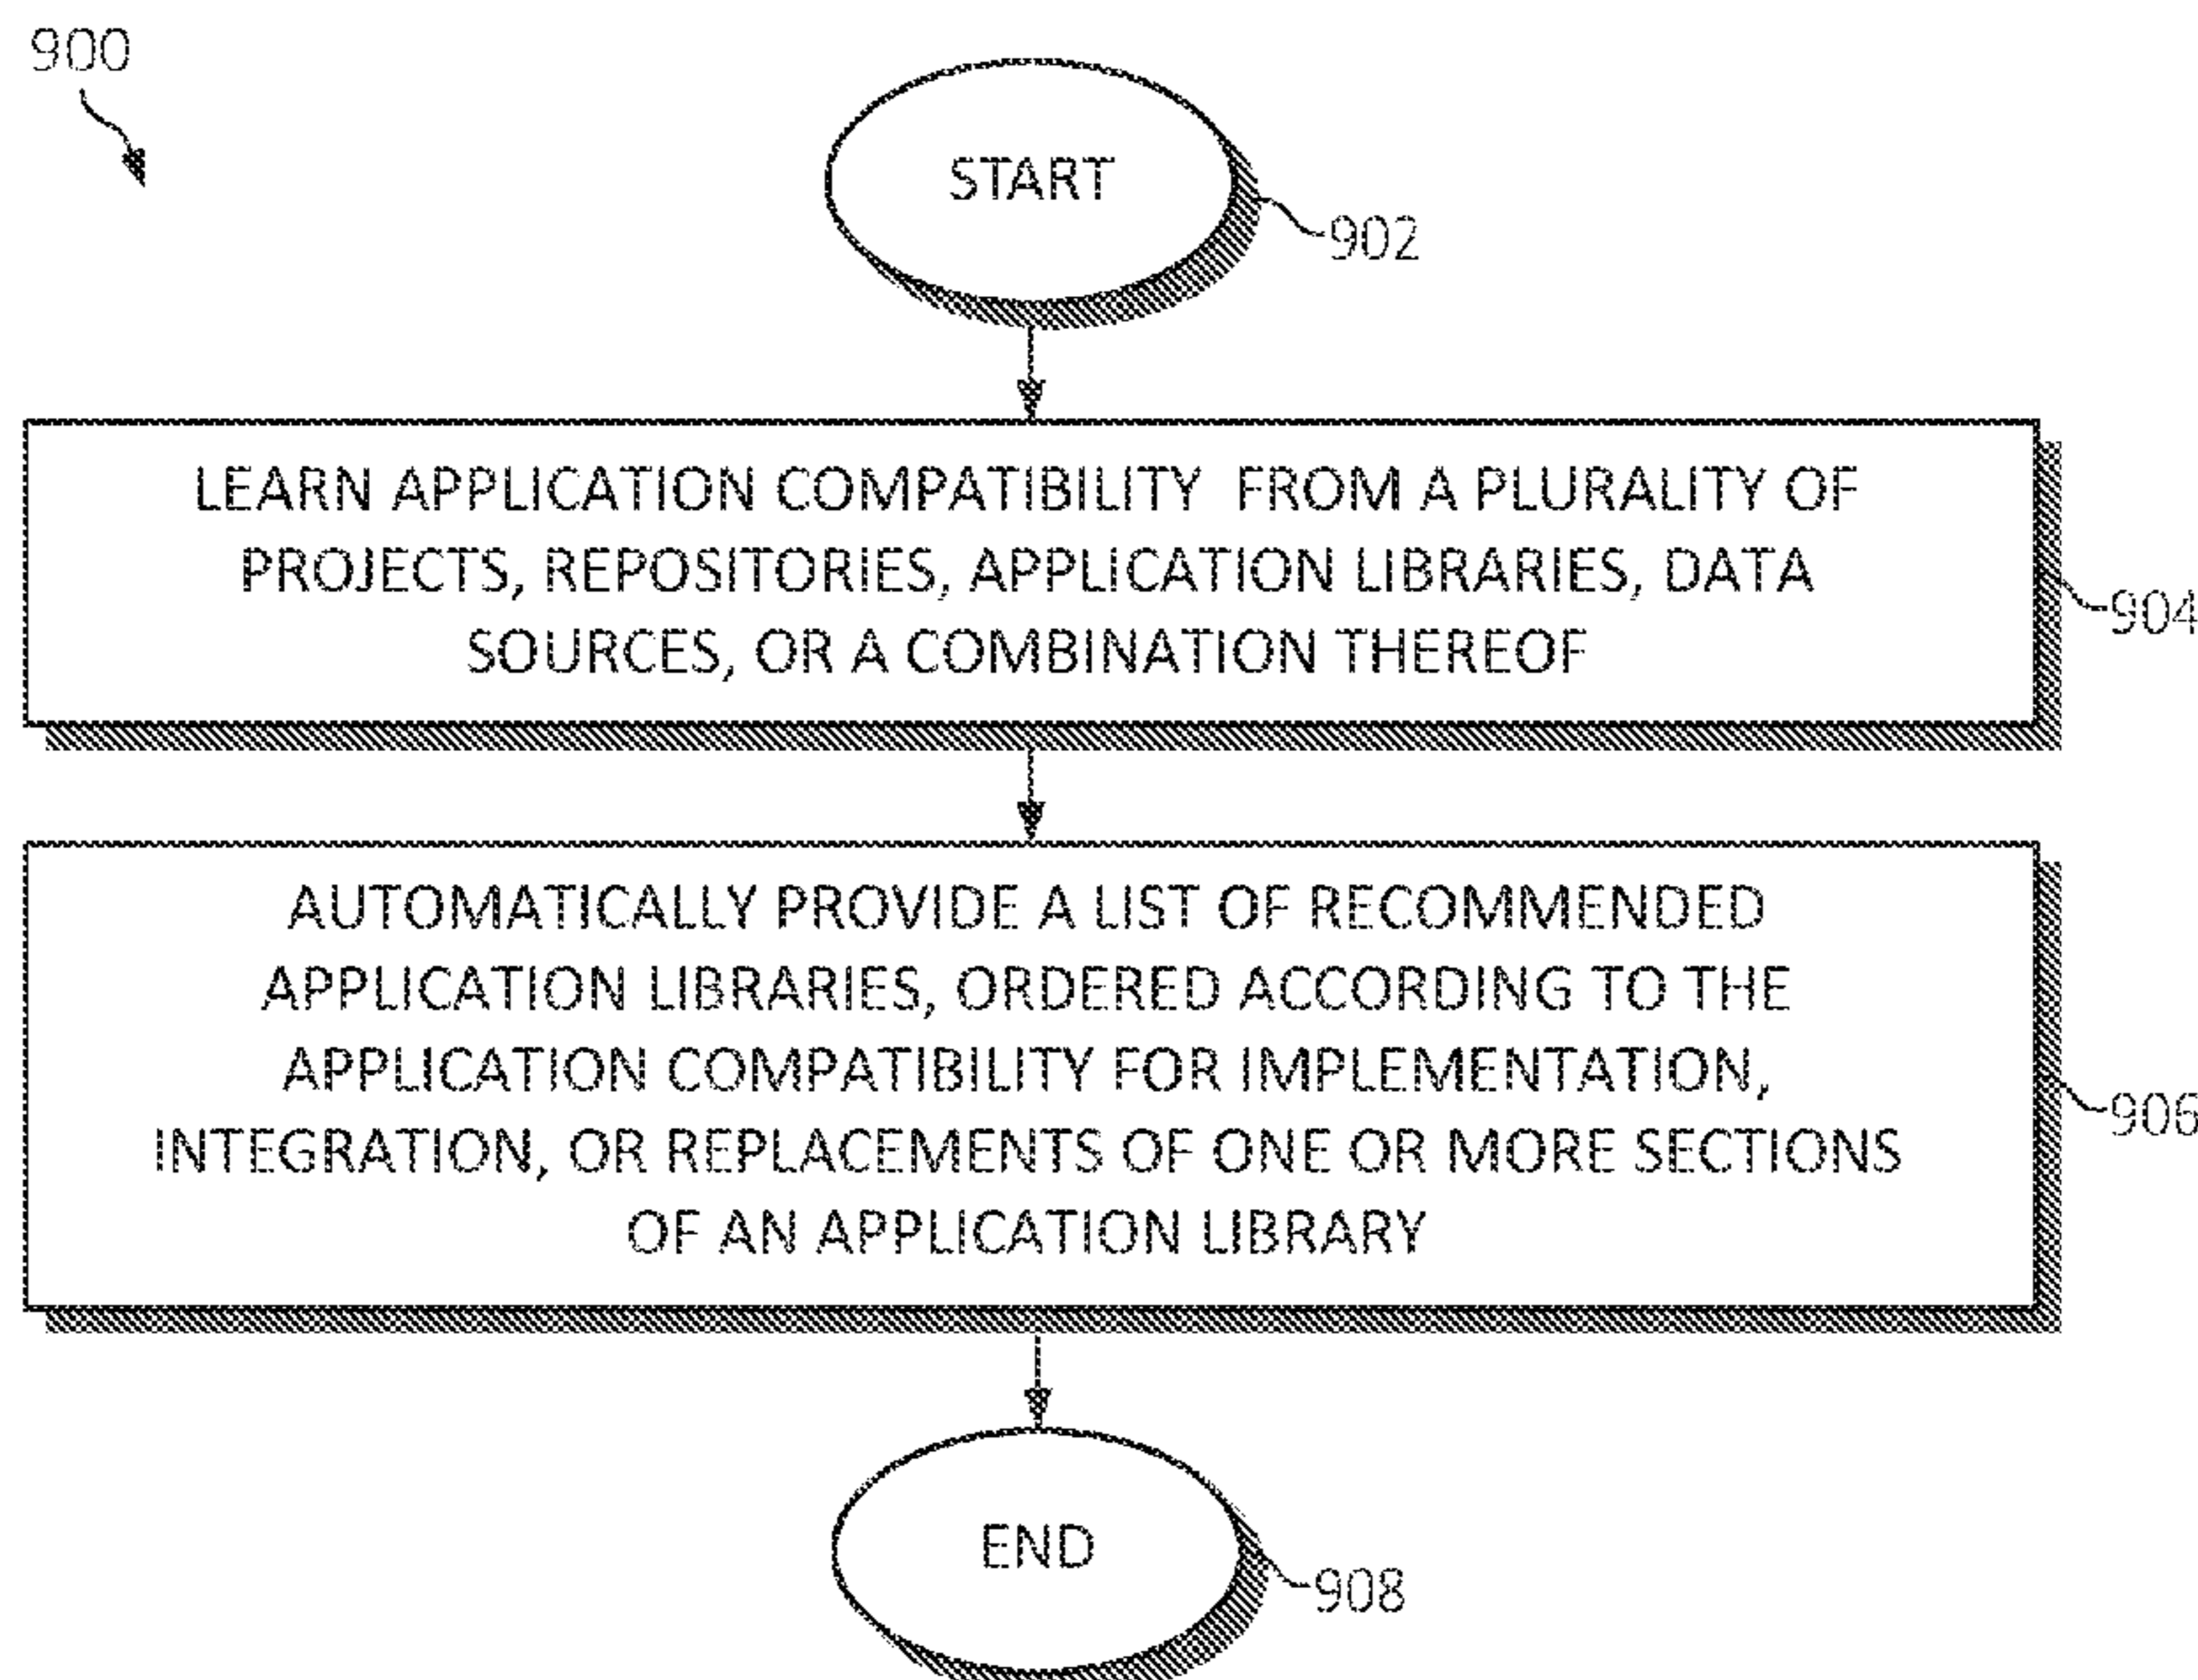 900
START
902
LEARN APPLICATION COMPATIBILITY FROM A PLURALITY OF
PROJECTS, REPOSITORIES, APPLICATION LIBRARIES, DATA
SOURCES, OR A COMBINATION THEREOF
904
AUTOMATICALLY PROVIDE A LIST OF RECOMMENDED
APPLICATION LIBRARIES, ORDERED ACCORDING TO THE
APPLICATION COMPATIBILITY FOR IMPLEMENTATION,
INTEGRATION, OR REPLACEMENTS OF ONE OR MORE SECTIONS
OF AN APPLICATION LIBRARY
906
END
908